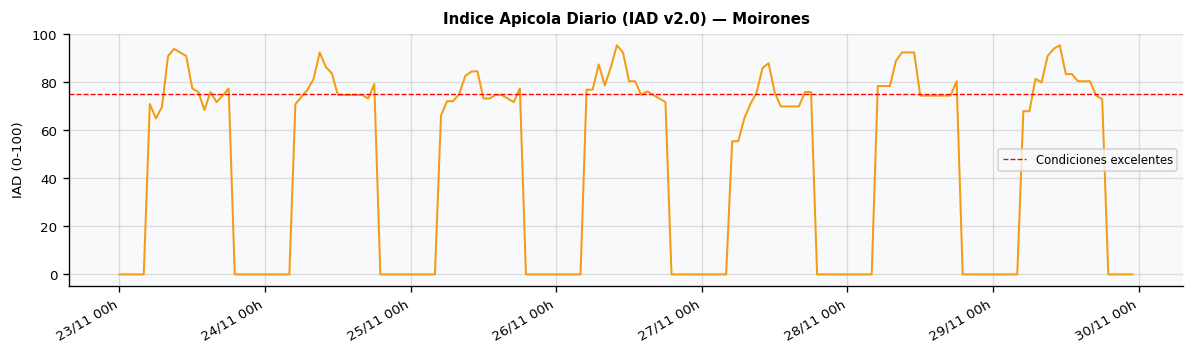 Indice Apicola Diario (IAD v2.0) — Moirones
IAD (0-100)
100
80
60
40
20
0
Condiciones excelentes
23/11 00h
24/11 00h
25/11 00h
26/11 00h
27/11 00h
28/11 00h
29/11 00h
30/11 00h